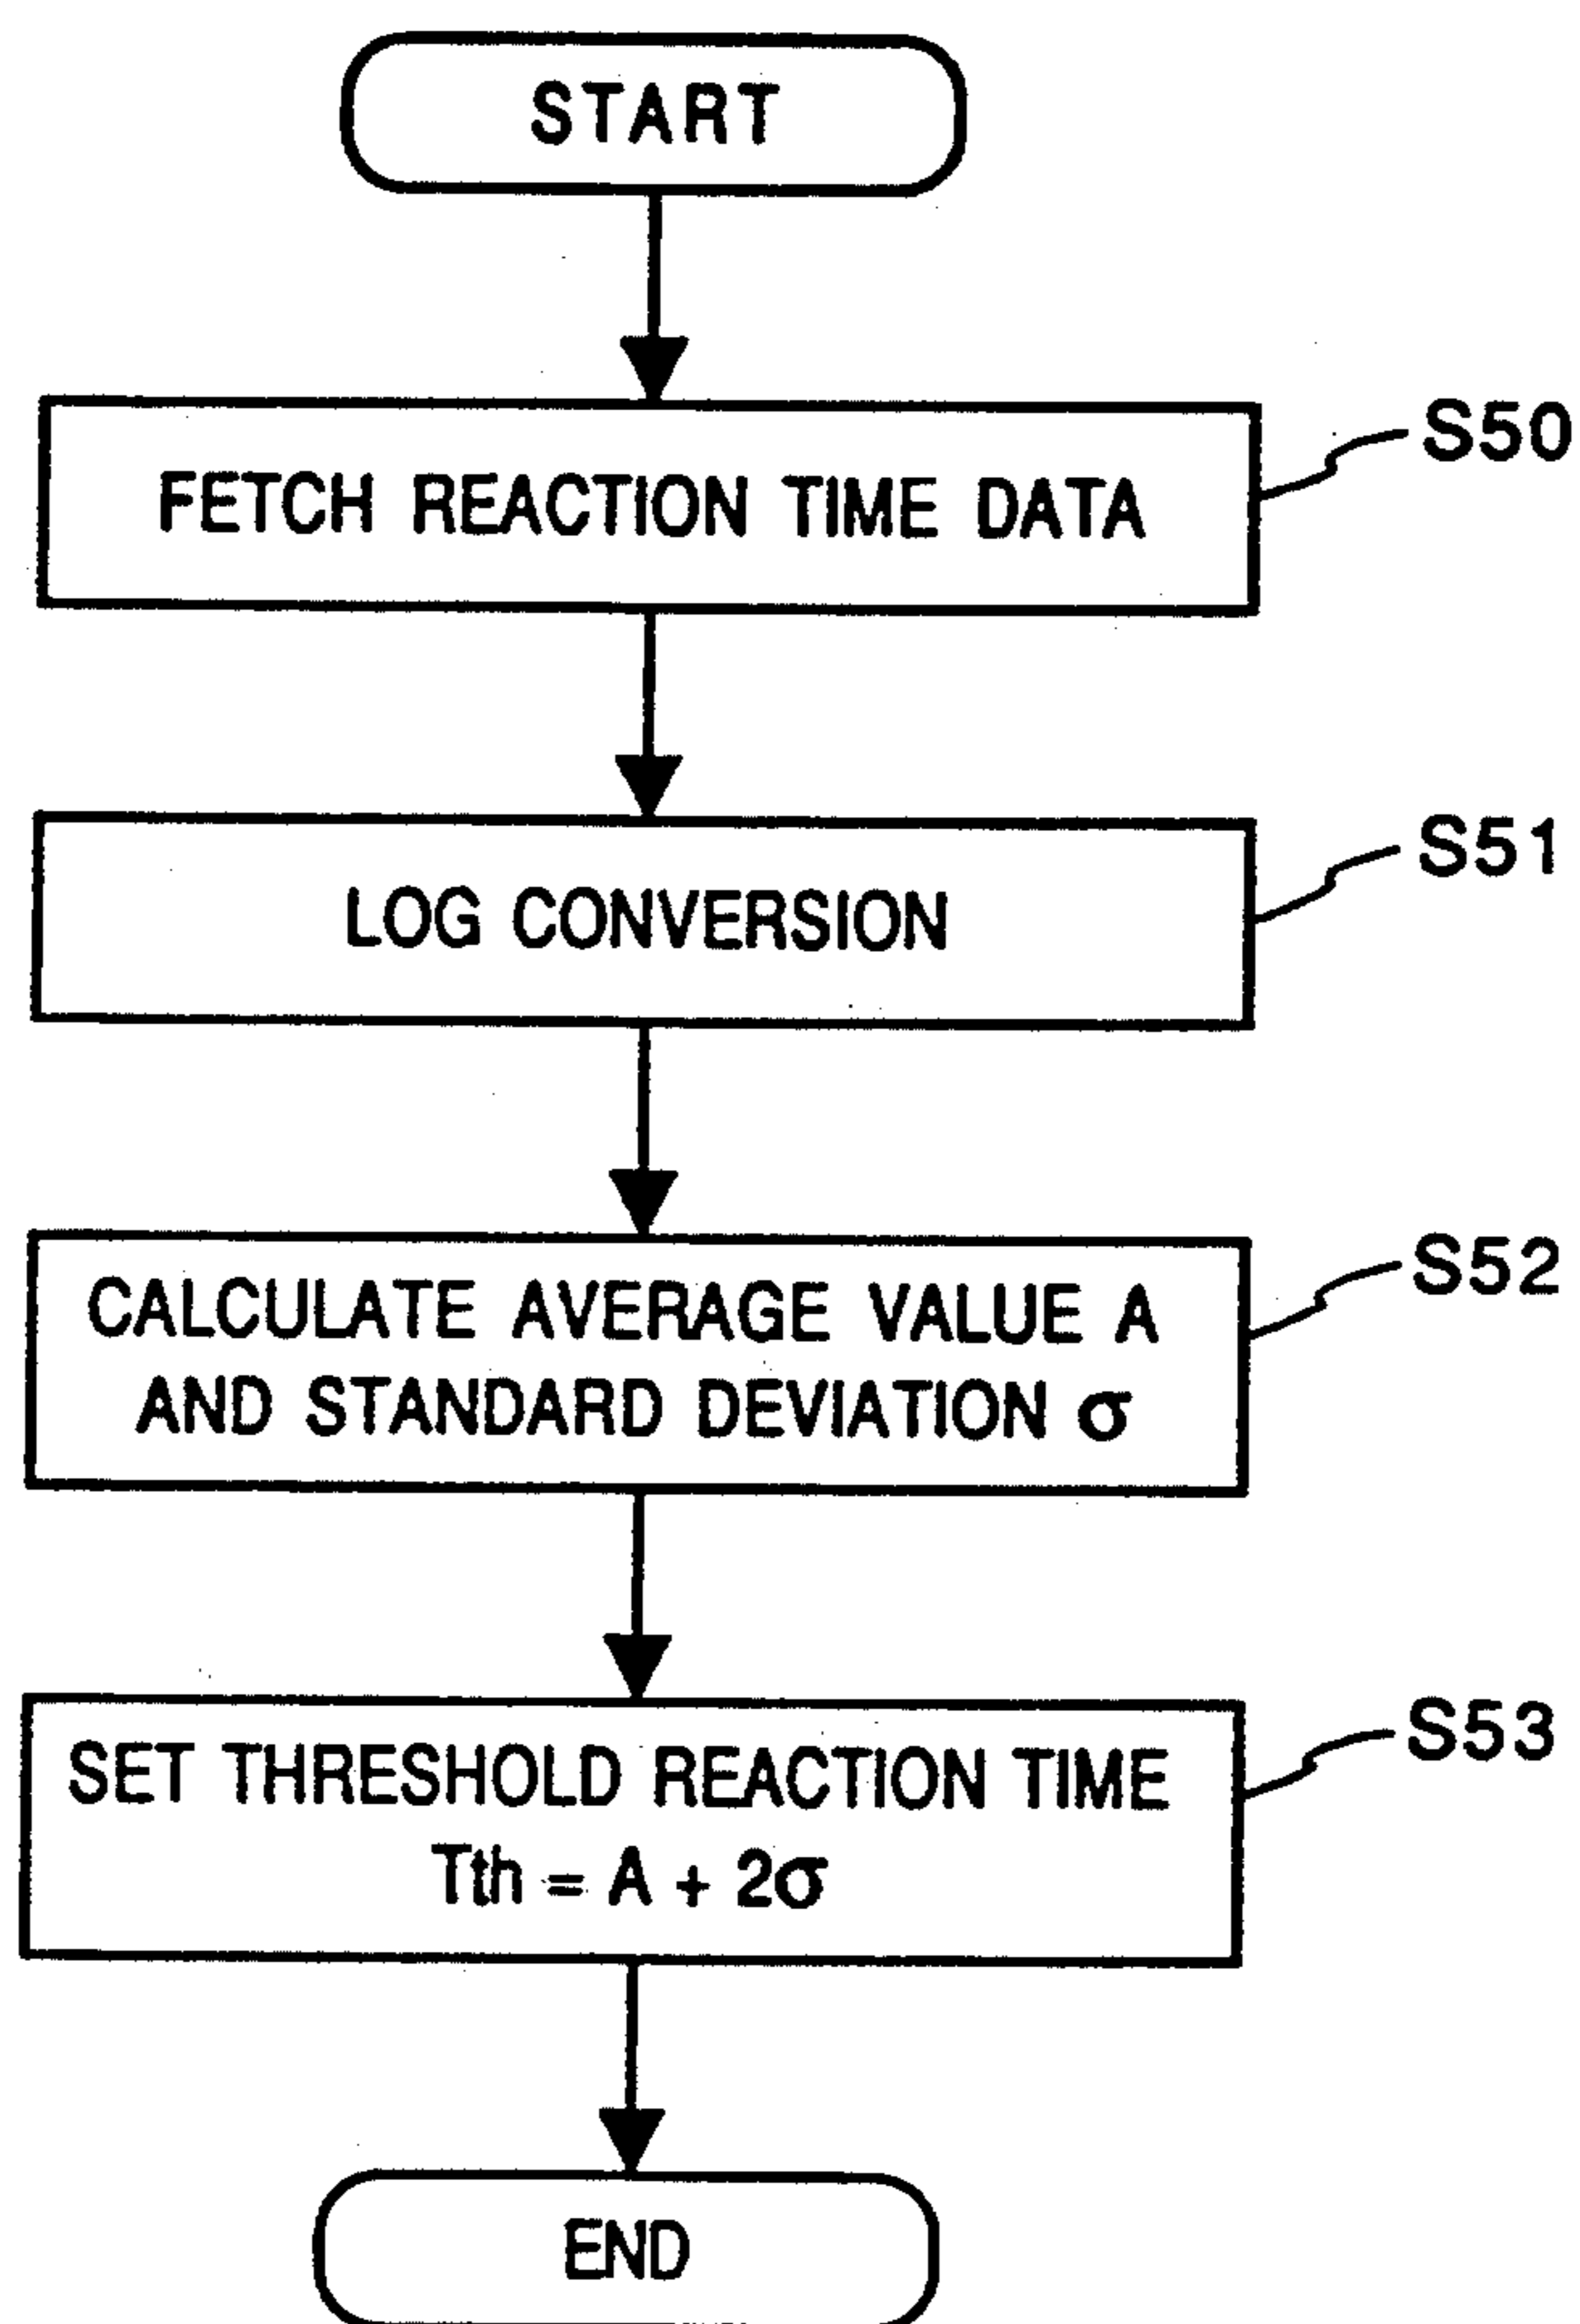 START
FETCH REACTION TIME DATA
S50
LOG CONVERSION
S51
CALCULATE AVERAGE VALUE A
AND STANDARD DEVIATION σ
S52
SET THRESHOLD REACTION TIME
Tth = A + 2σ
S53
END